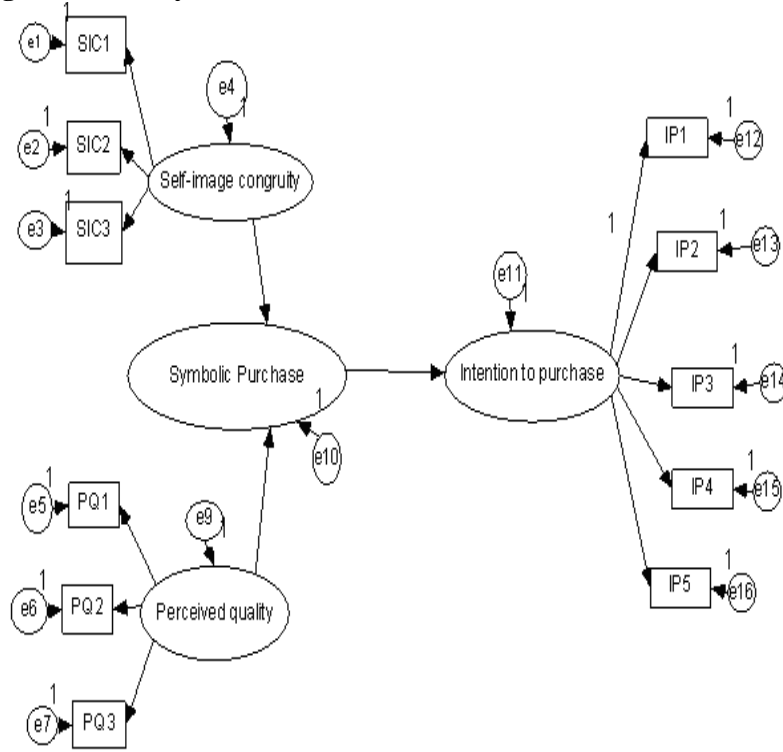 1
e1
SIC1
e4
1
1
e2
SIC2
Self-image congruity
1
e3
SIC3
1
IP1
e12
1
1
IP2
e13
e11
1
Symbolic Purchase
Intention to purchase
1
IP3
e14
1
e10
1
IP4
e15
1
e5
PQ1
e9
1
1
e6
PQ2
Perceived quality
1
IP5
e16
1
e7
PQ3